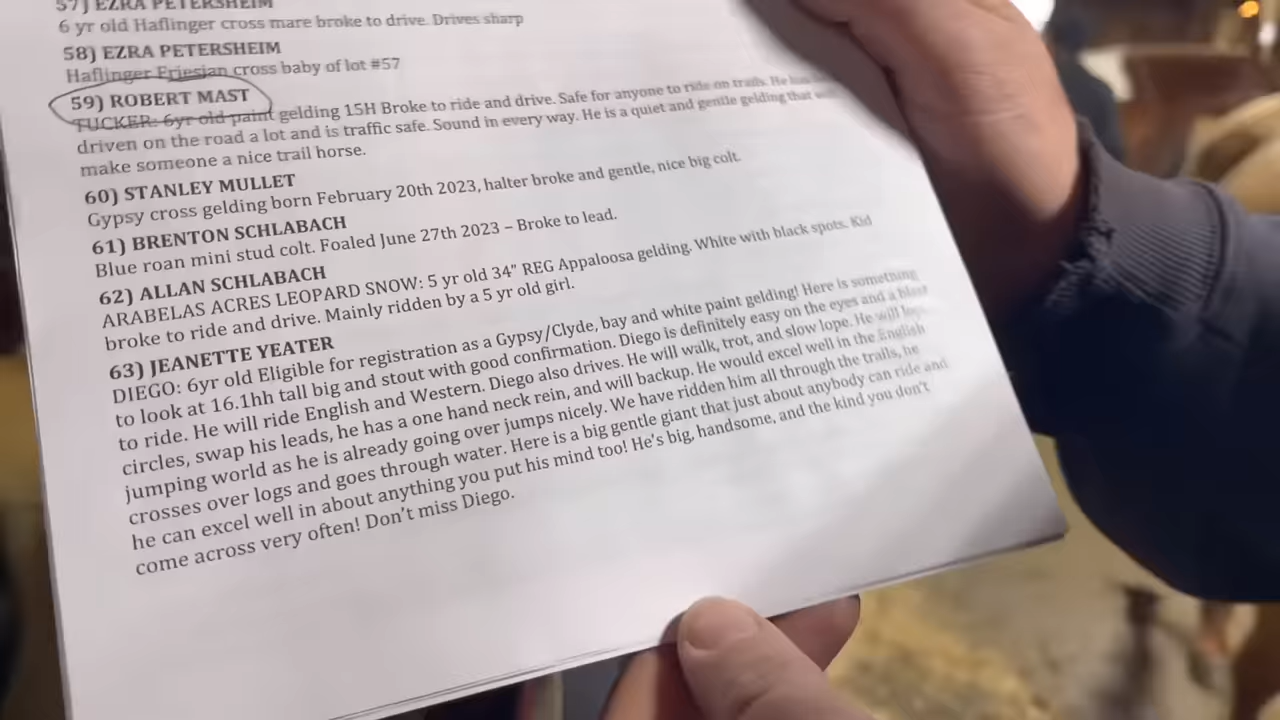 57) EZRA PETERSHEIM
6 yr old Haflinger cross mare broke to drive. Drives sharp
58) EZRA PETERSHEIM
Haflinger Friesian cross baby of lot #57
59) ROBERT MAST
TUCKER: 6yr old paint gelding 15H Broke to ride and drive. Safe for anyone to ride on trails. He has
driven on the road a lot and is traffic safe. Sound in every way. He is a quiet and gentle gelding that
make someone a nice trail horse.
60) STANLEY MULLET
Gypsy cross gelding born February 20th 2023, halter broke and gentle, nice big colt.
61) BRENTON SCHLABACH
Blue roan mini stud colt. Foaled June 27th 2023 – Broke to lead.
62) ALLAN SCHLABACH
ARABELAS ACRES LEOPARD SNOW: 5 yr old 34" REG Appaloosa gelding. White with black spots. Kid
broke to ride and drive. Mainly ridden by a 5 yr old girl.
63) JEANETTE YEATER
DIEGO: 6yr old Eligible for registration as a Gypsy/Clyde, bay and white paint gelding! Here is something
to look at 16.1hh tall big and stout with good confirmation. Diego is definitely easy on the eyes and a blast
to ride. He will ride English and Western. Diego also drives. He will walk, trot, and slow lope. He will
circles, swap his leads, he has a one hand neck rein, and will backup. He would excel well in the English
jumping world as he is already going over jumps nicely. We have ridden him all through the trails, he
crosses over logs and goes through water. Here is a big gentle giant that just about anybody can ride and
he can excel well in about anything you put his mind too! He's big, handsome, and the kind you don't
come across very often! Don't miss Diego.